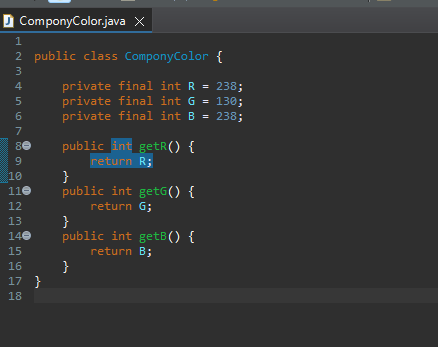 ComponyColor.java
1
2 public class ComponyColor {
3
4 private final int R = 238;
5 private final int G = 130;
6 private final int B = 238;
7
8 public int getR() {
9 return R;
10 }
11 public int getG() {
12 return G;
13 }
14 public int getB() {
15 return B;
16 }
17 }
18